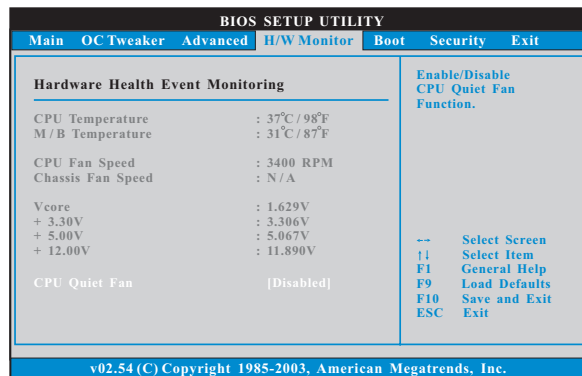 BIOS SETUP UTILITY
Main OC Tweaker Advanced H/W Monitor Boot Security Exit
Hardware Health Event Monitoring
CPU Temperature : 37°C / 98°F
M / B Temperature : 31°C / 87°F
CPU Fan Speed : 3400 RPM
Chassis Fan Speed : N / A
Vcore : 1.629V
+ 3.30V : 3.306V
+ 5.00V : 5.067V
+ 12.00V : 11.890V
CPU Quiet Fan [Disabled]
Enable/Disable
CPU Quiet Fan
Function.
←→ Select Screen
↑↓ Select Item
F1 General Help
F9 Load Defaults
F10 Save and Exit
ESC Exit
v02.54 (C) Copyright 1985-2003, American Megatrends, Inc.